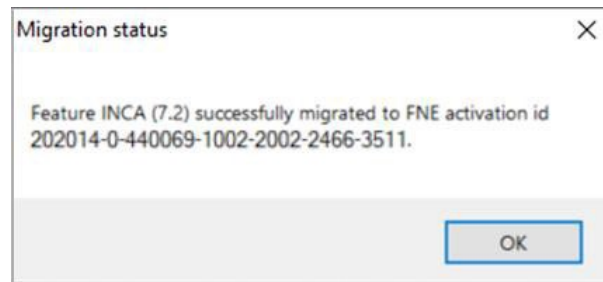 Migration status
Feature INCA (7.2) successfully migrated to FNE activation id
202014-0-440069-1002-2002-2466-3511.
OK